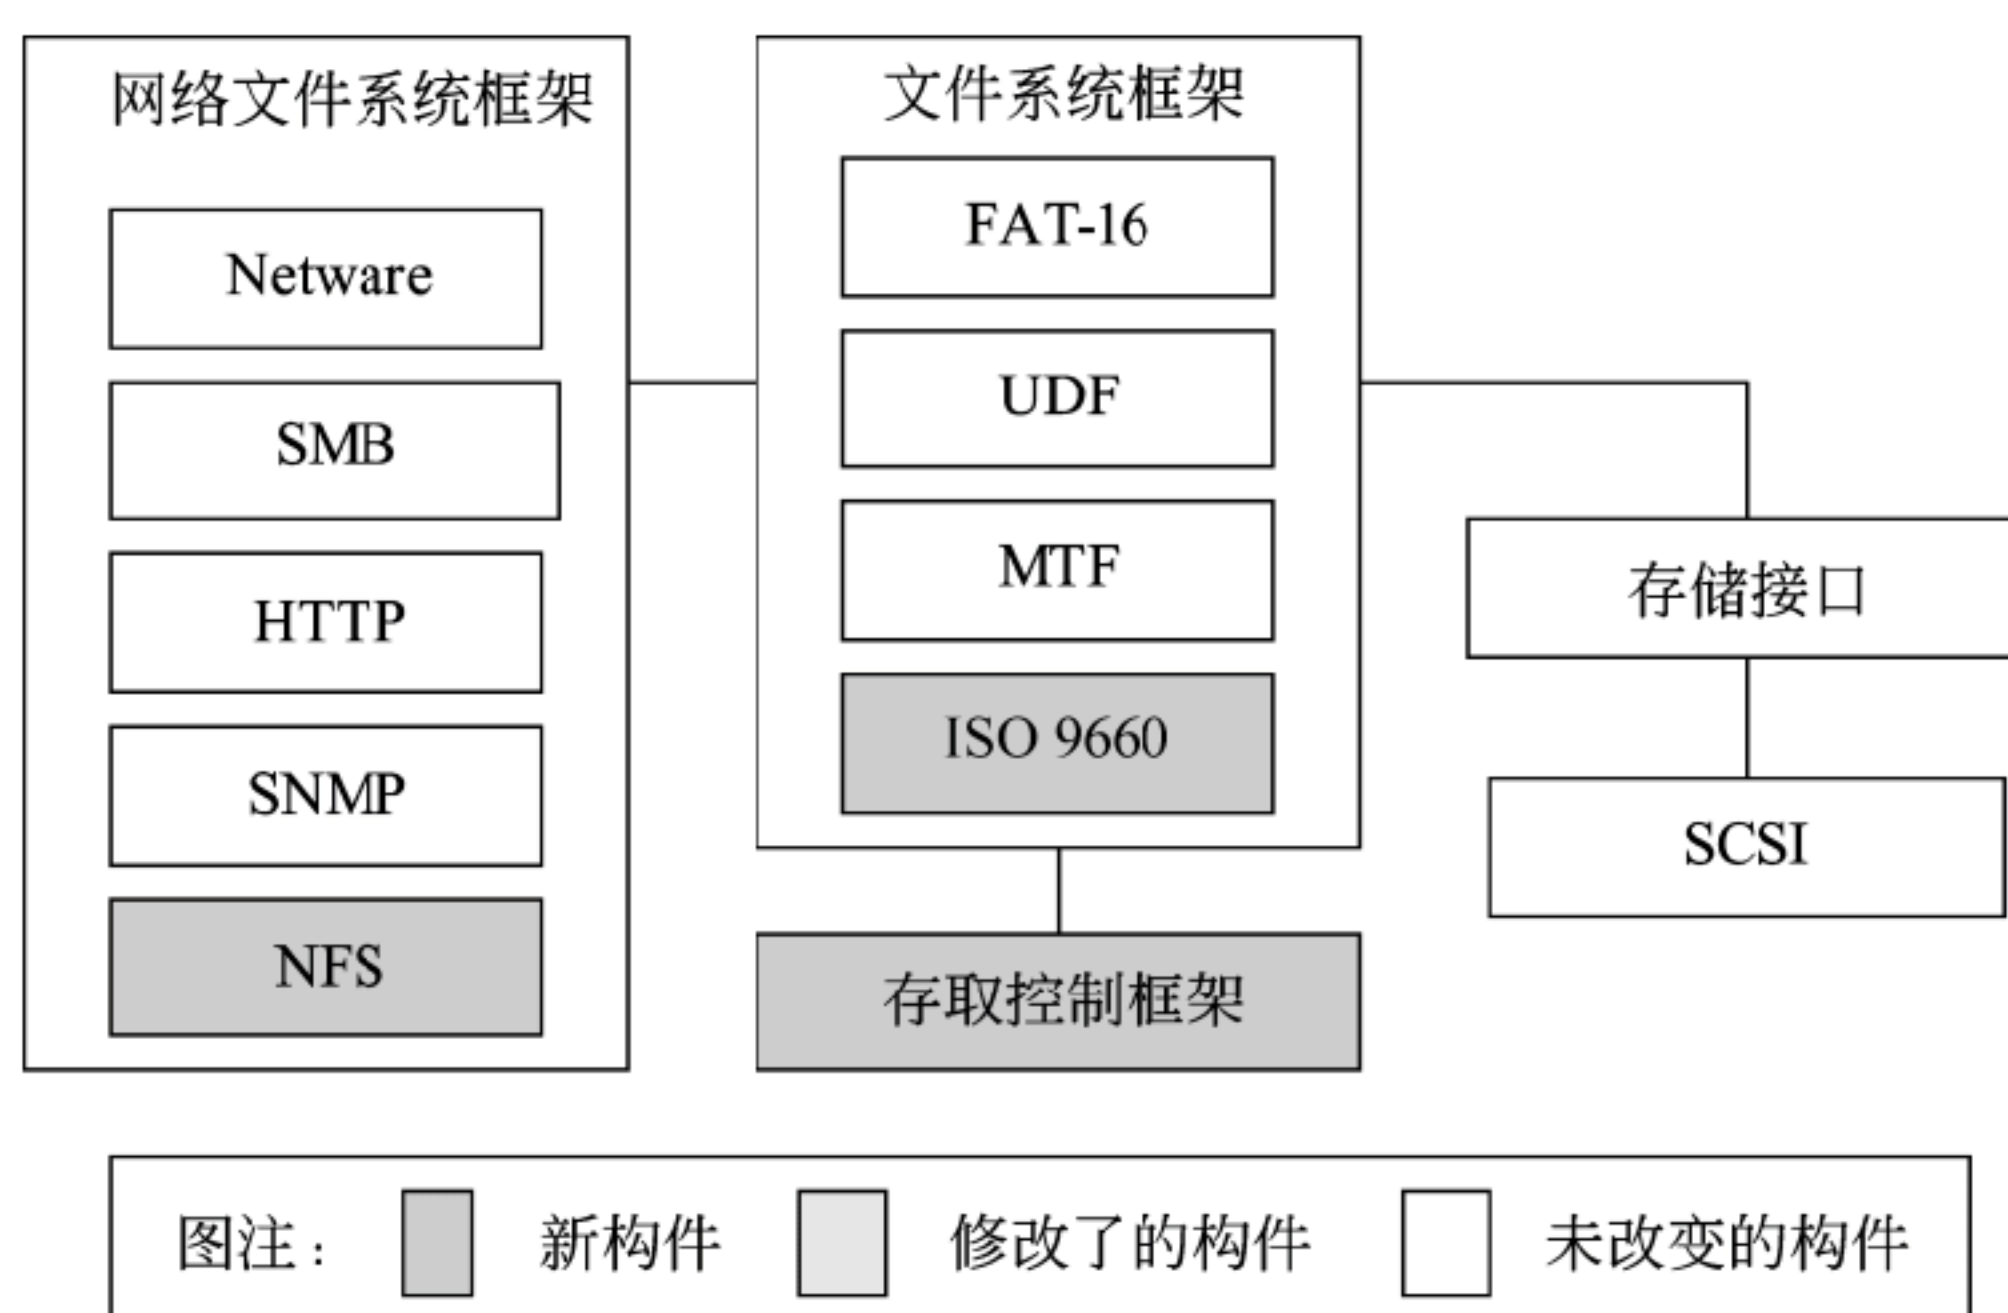 网络文件系统框架
Netware
SMB
HTTP
SNMP
NFS
文件系统框架
FAT-16
UDF
MTF
ISO 9660
存取控制框架
存储接口
SCSI
图注： 新构件 修改了的构件 未改变的构件